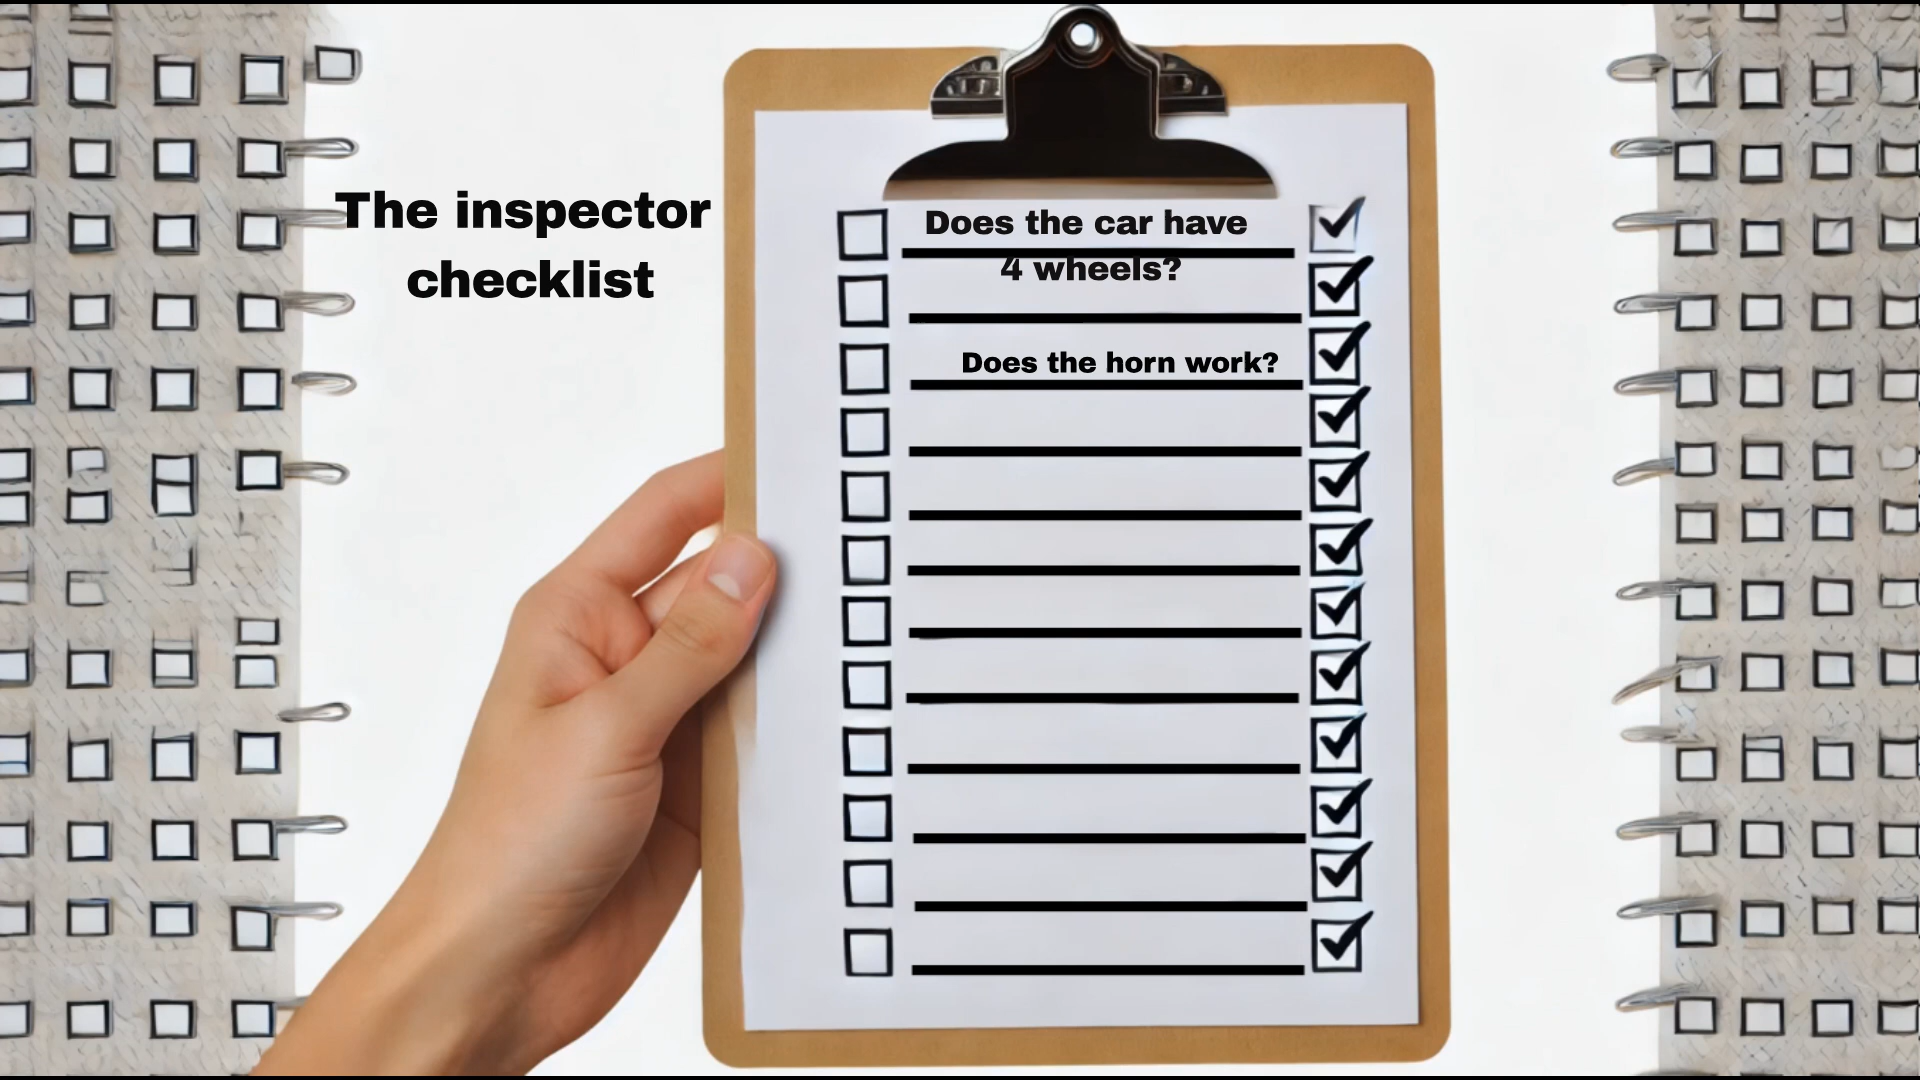 The inspector
checklist
Does the car have
4 wheels?
Does the horn work?